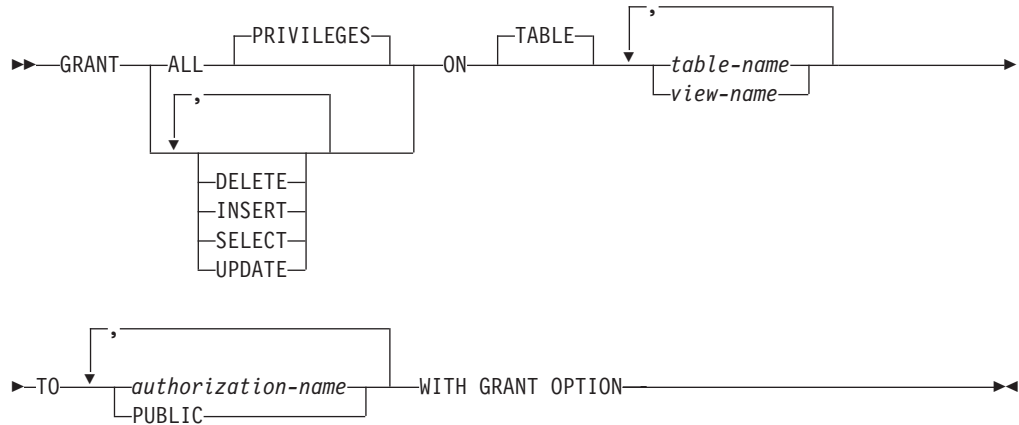 PRIVILEGES TABLE ,
GRANT ALL ON table-name
, view-name
DELETE
INSERT
SELECT
UPDATE
,
TO authorization-name WITH GRANT OPTION
PUBLIC